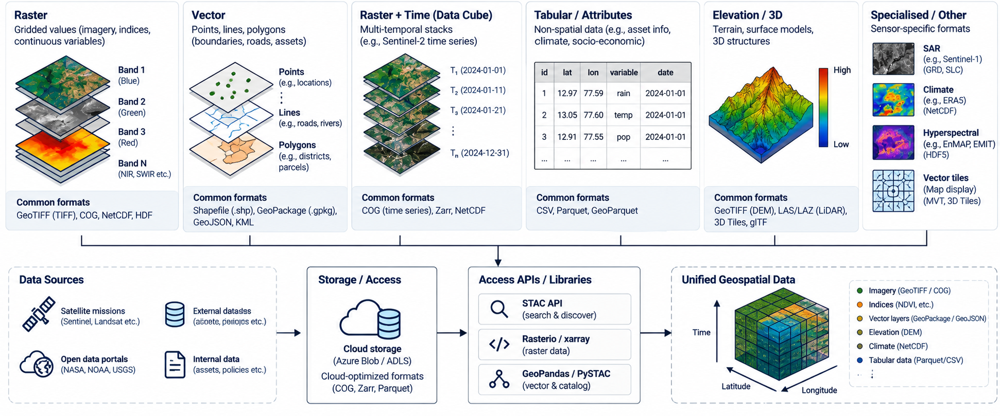 Raster
Gridded values (imagery, indices,
continuous variables)
Band 1
(Blue)
Band 2
(Green)
Band 3
(Red)
Band N
(NIR, SWIR etc.)
Common formats
GeoTIFF (TIFF), COG, NetCDF, HDF
Vector
Points, lines, polygons
(boundaries, roads, assets)
Points
(e.g., locations)
⋮
Lines
(e.g., roads, rivers)
Polygons
(e.g., districts,
parcels)
Common formats
Shapefile (.shp), GeoPackage (.gpkg),
GeoJSON, KML
Raster + Time (Data Cube)
Multi-temporal stacks
(e.g., Sentinel-2 time series)
T₁ (2024-01-01)
T₂ (2024-01-11)
T₃ (2024-01-21)
⋮
Tₙ (2024-12-31)
Common formats
COG (time series), Zarr, NetCDF
Tabular / Attributes
Non-spatial data (e.g., asset info,
climate, socio-economic)
id lat lon variable date
1 12.97 77.59 rain 2024-01-01
2 13.05 77.60 temp 2024-01-01
3 12.91 77.55 pop 2024-01-01
... ... ... ... ...
Common formats
CSV, Parquet, GeoParquet
Elevation / 3D
Terrain, surface models,
3D structures
High
Low
Common formats
GeoTIFF (DEM), LAS/LAZ (LiDAR),
3D Tiles, glTF
Specialised / Other
Sensor-specific formats
SAR
(e.g., Sentinel-1)
(GRD, SLC)
Climate
(e.g., ERA5)
(NetCDF)
Hyperspectral
(e.g., EnMAP, EMIT)
(HDF5)
Vector tiles
(Map display)
(MVT, 3D Tiles)
Data Sources
Satellite missions
(Sentinel, Landsat etc.)
External
etc.)
Open data portals
(NASA, NOAA, USGS)
Internal data
(assets, policies etc.)
Storage / Access
Cloud storage
(Azure Blob / ADLS)
Cloud-optimized formats
(COG, Zarr, Parquet)
Access APIs / Libraries
STAC API
(search & discover)
</>
Rasterio / xarray
(raster data)
GeoPandas / PySTAC
(vector & catalog)
Unified Geospatial Data
Time
Latitude
Longitude
Imagery (GeoTIFF / COG)
Indices (NDVI, etc.)
Vector layers (GeoPackage / GeoJSON)
Elevation (DEM)
Climate (NetCDF)
Tabular data (Parquet/CSV)
⋮